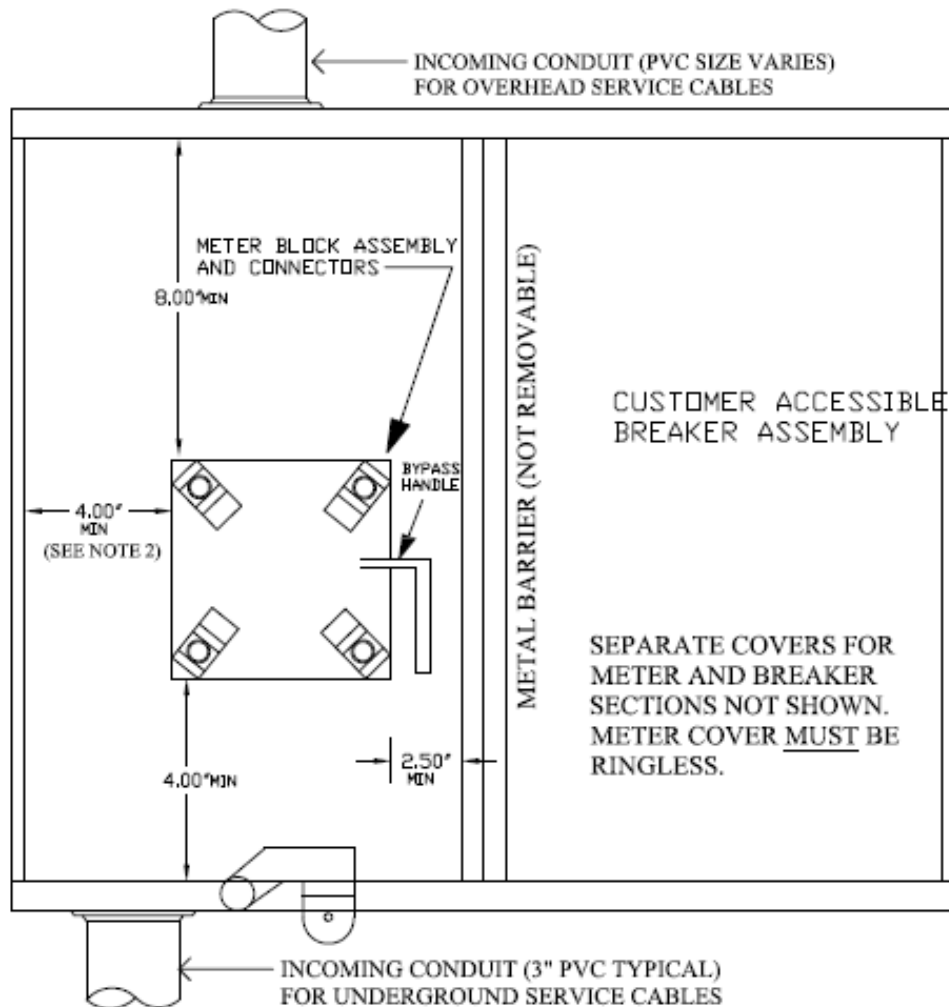 INCOMING CONDUIT (PVC SIZE VARIES)
FOR OVERHEAD SERVICE CABLES
METER BLOCK ASSEMBLY
AND CONNECTORS
8.00"MIN
METAL BARRIER (NOT REMOVABLE)
CUSTOMER ACCESSIBLE
BREAKER ASSEMBLY
BYPASS
HANDLE
4.00"
MIN
(SEE NOTE 2)
SEPARATE COVERS FOR
METER AND BREAKER
SECTIONS NOT SHOWN.
METER COVER MUST BE
RINGLESS.
2.50"
MIN
4.00"MIN
INCOMING CONDUIT (3" PVC TYPICAL)
FOR UNDERGROUND SERVICE CABLES